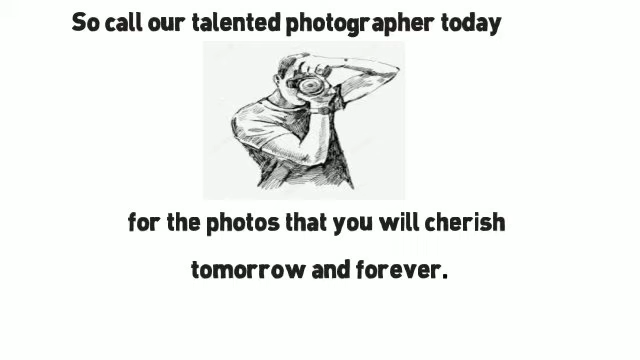 So call our talented photographer today
for the photos that you will cherish
tomorrow and forever.